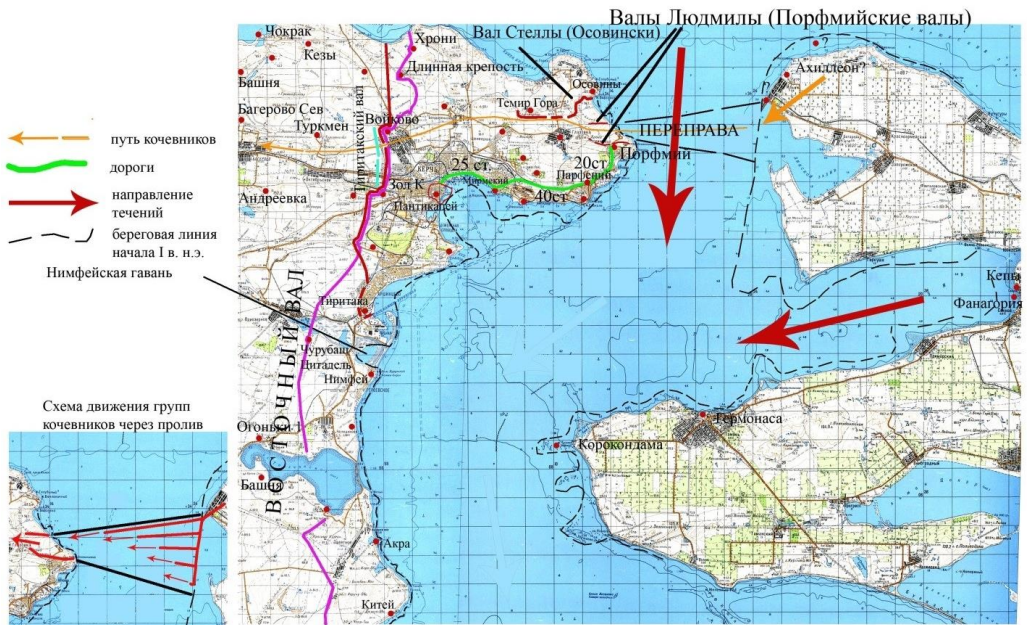 Валы Людмилы (Порфмийские валы)
Вал Стеллы (Осовински)
Чокрак
Кезы
Хрони
Длинная крепость
Башня
Багерово Сев
Туркмен
Войково
Темир Гора
Осовины
Ахиллеон?
?
?
ПЕРЕПРАВА
Порфмий
путь кочевников
дороги
направление
течений
береговая линия
начала I в. н.э.
Тиритакский вал
25 ст.
20ст
40ст
Парфений
Мирмекий
Зол К
Пантикапей
Андреевка
Нимфейская гавань
Кепы
Фанагория
Тиритака
ВОСТОЧНЫЙ ВАЛ
Чурубаш
Цитадель
Нимфей
Схема движения групп
кочевников через пролив
Огоньки 1
Башня
Гермонаса
Корокондама
Акра
Китей